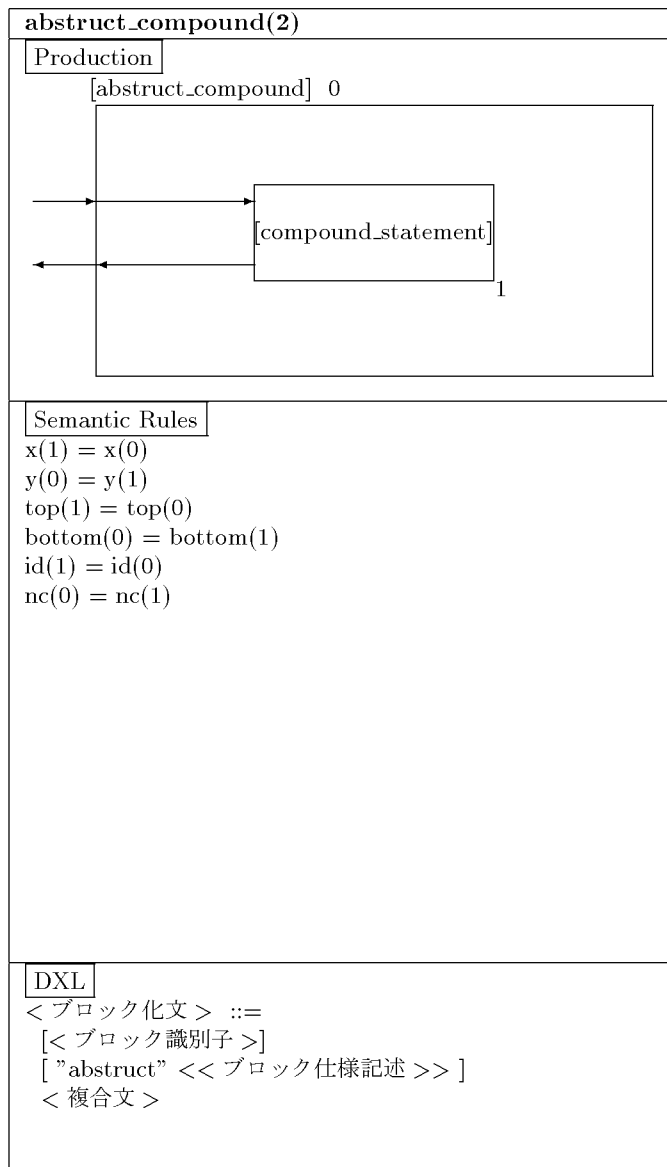 abstruct_compound(2)
Production
[abstruct_compound] 0
[compound_statement]
1
Semantic Rules
x(1) = x(0)
y(0) = y(1)
top(1) = top(0)
bottom(0) = bottom(1)
id(1) = id(0)
nc(0) = nc(1)
DXL
< ブロック化文 > ::=
[< ブロック識別子 >]
[ ”abstruct” << ブロック仕様記述 >> ]
< 複合文 >